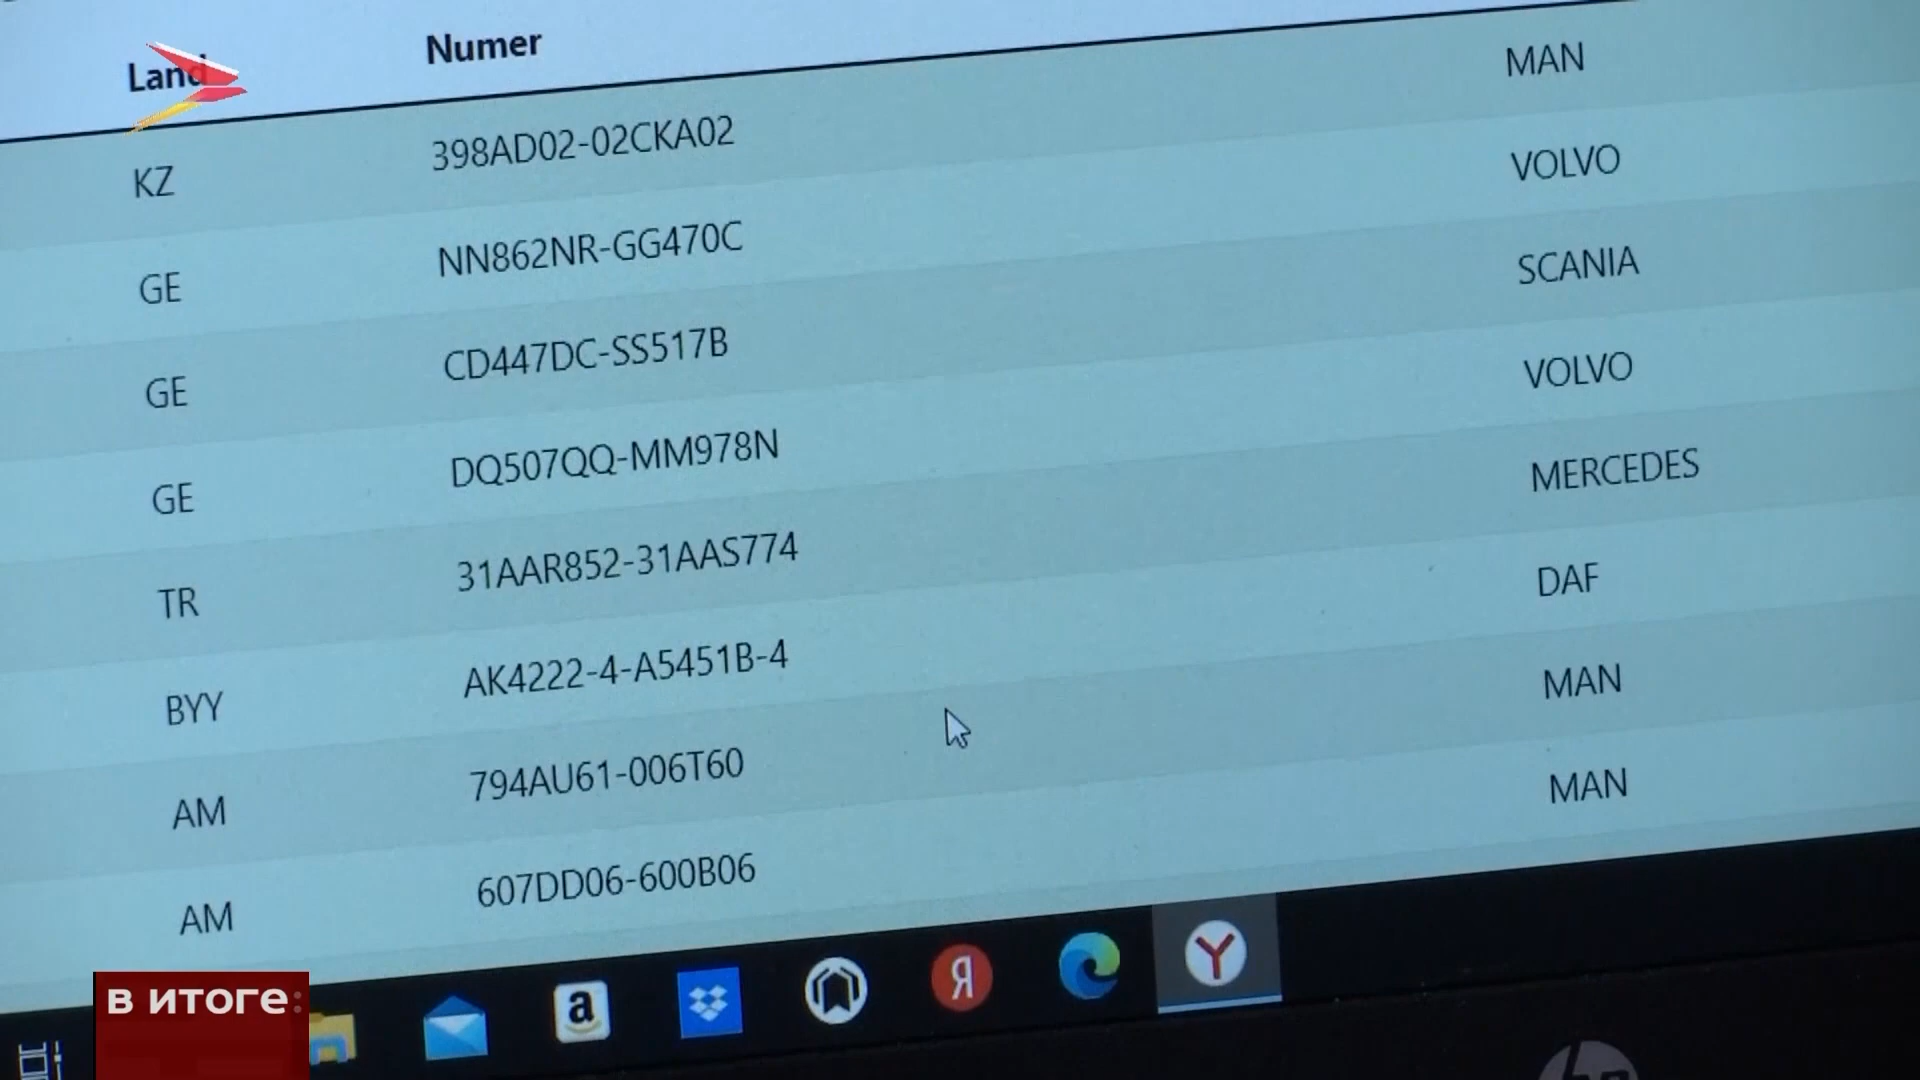 Land Numer
KZ 398AD02-02CKA02 MAN
GE NN862NR-GG470C VOLVO
GE CD447DC-SS517B SCANIA
GE DQ507QQ-MM978N VOLVO
TR 31AAR852-31AAS774 MERCEDES
BYY AK4222-4-A5451B-4 DAF
AM 794AU61-006T60 MAN
AM 607DD06-600B06 MAN
a Я Y
в итоге:
hp